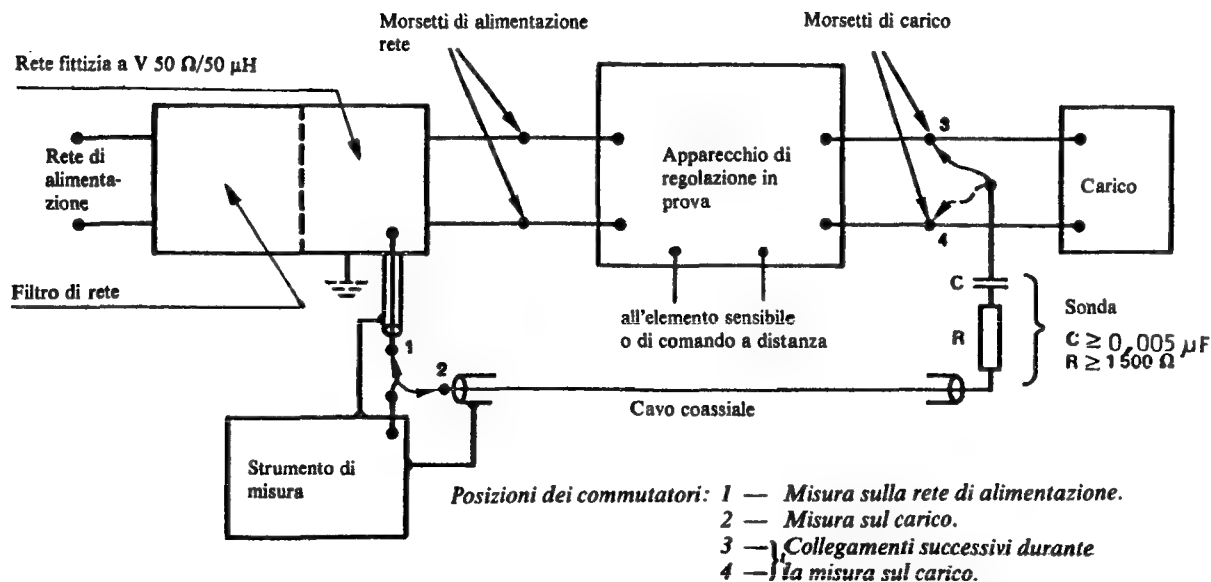 Morsetti di alimentazione
rete
Morsetti di carico
Rete fittizia a V 50 Ω/50 μH
3
Rete di
alimenta-
zione
Apparecchio di
regolazione in
prova
Carico
4
Filtro di rete
C
all'elemento sensibile
o di comando a distanza
R
Sonda
C ≥ 0,005 μF
R ≥ 1500 Ω
1
2
Cavo coassiale
Strumento di
misura
Posizioni dei commutatori: 1 — Misura sulla rete di alimentazione.
2 — Misura sul carico.
3 — Collegamenti successivi durante
4 — la misura sul carico.